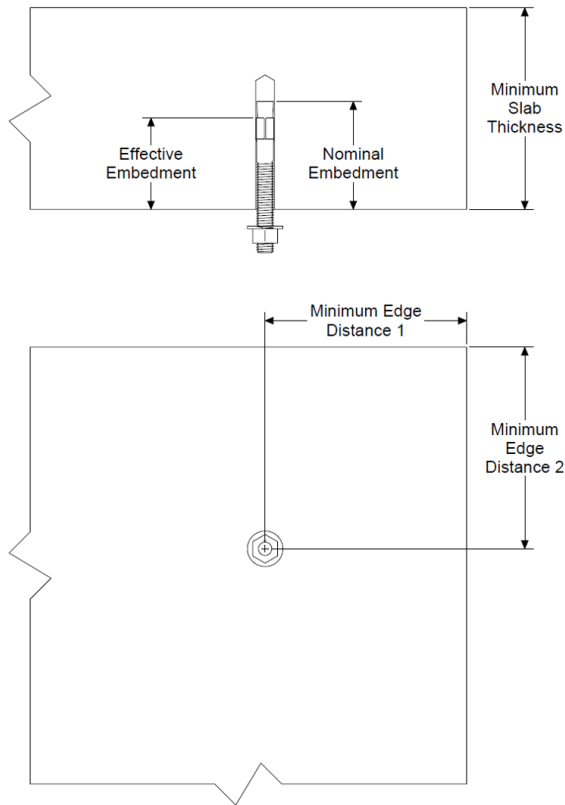 Minimum
Slab
Thickness
Effective
Embedment
Nominal
Embedment
Minimum Edge
Distance 1
Minimum
Edge
Distance 2